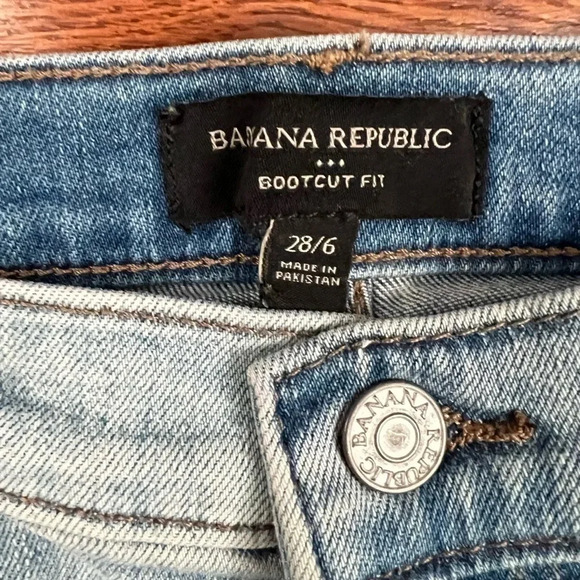 BANANA REPUBLIC
BOOTCUT FIT
28/6
MADE IN
PAKISTAN
BANANA REPUBLIC